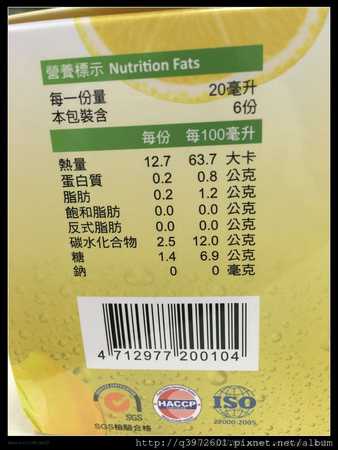 營養標示 Nutrition Fats
每一份量 20毫升
本包裝含 6份
每份 每100毫升
熱量 12.7 63.7 大卡
蛋白質 0.2 0.8 公克
脂肪 0.2 1.2 公克
飽和脂肪 0.0 0.0 公克
反式脂肪 0.0 0.0 公克
碳水化合物 2.5 12.0 公克
糖 1.4 6.9 公克
鈉 0 0 毫克
4 712977 200104
SGS
SGS檢驗合格
HACCP
ISO
22000:2005
http://q3972601.pixnet.net/album